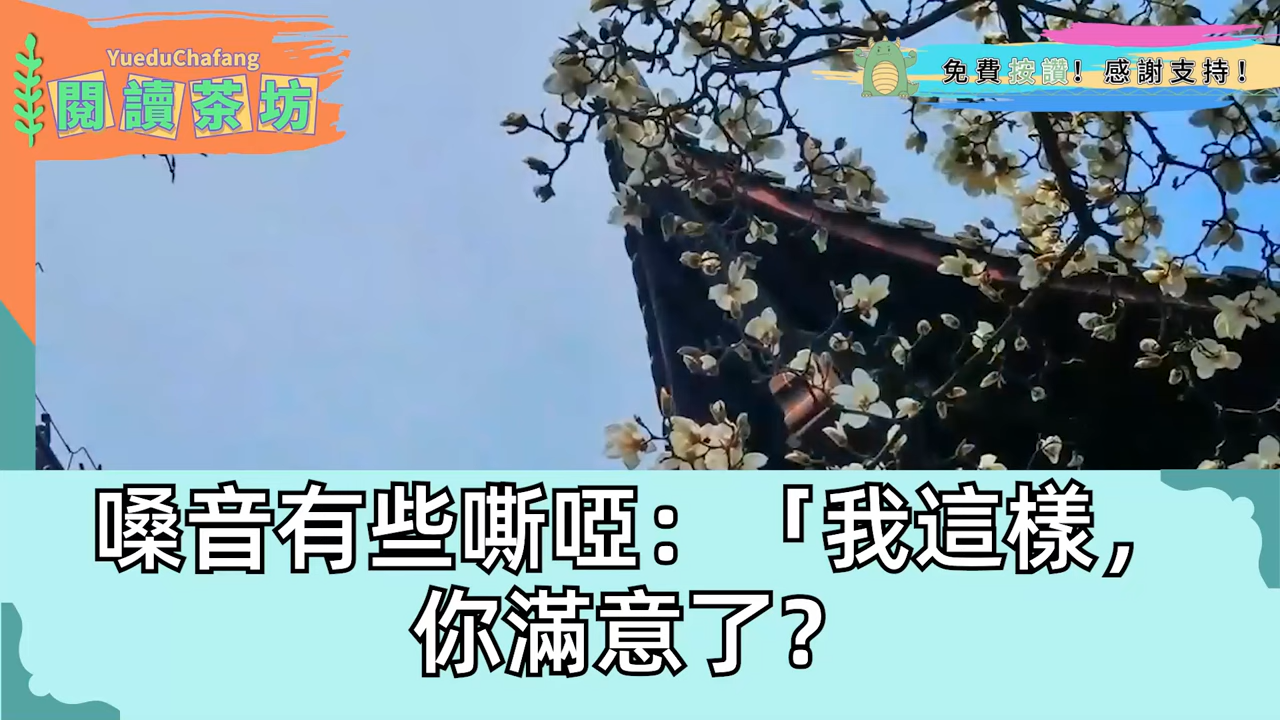 YueduChafang
閱讀茶坊
免費按讚！感謝支持！
嗓音有些嘶啞：「我這樣，
你滿意了？